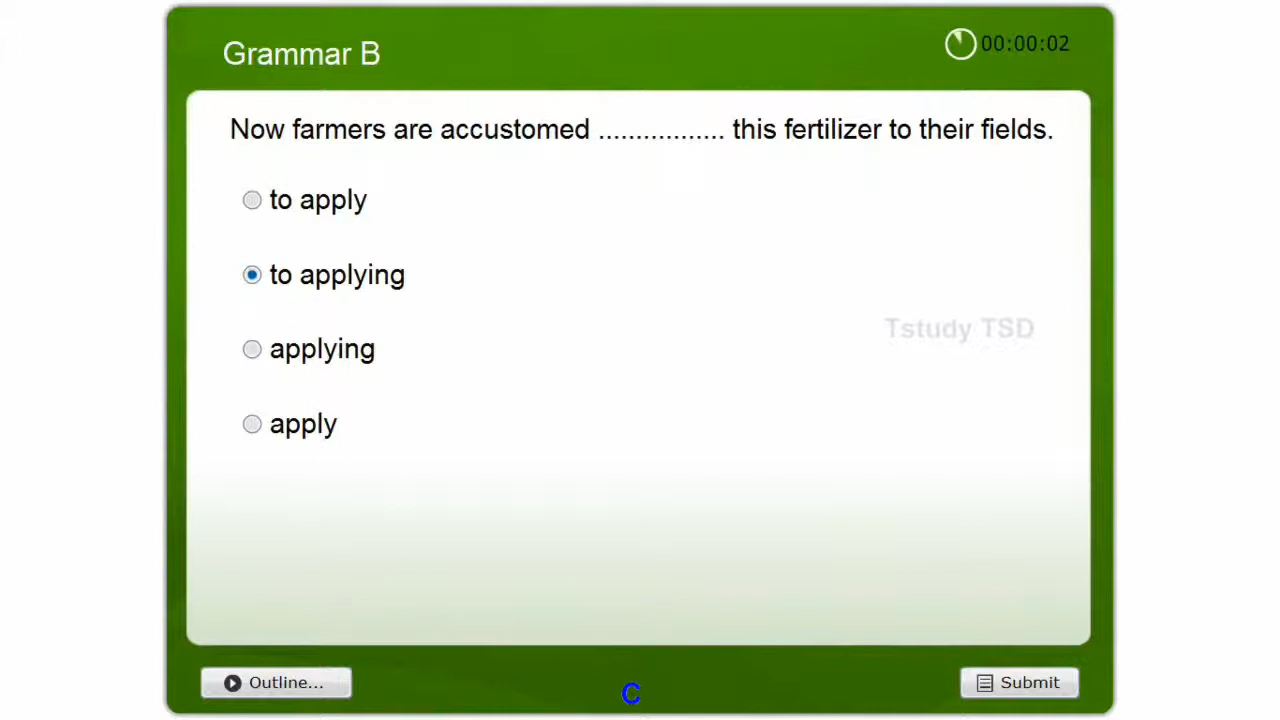 Grammar B
00:00:02
Now farmers are accustomed ................. this fertilizer to their fields.
to apply
to applying
applying
apply
Tstudy TSD
Outline...
C
Submit